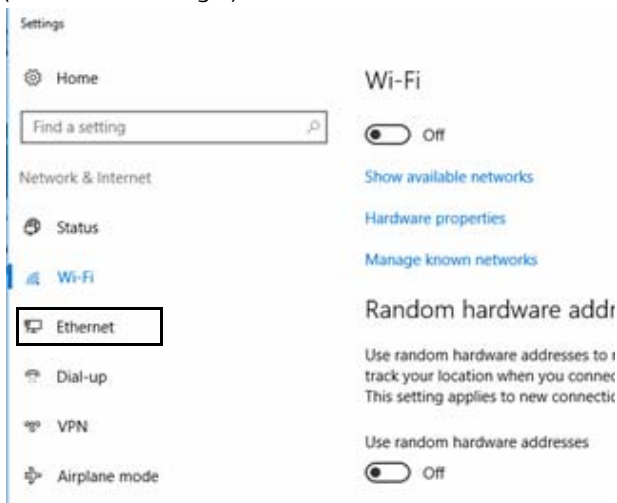 Settings
Home
Find a setting
Network & Internet
Status
Wi-Fi
Ethernet
Dial-up
VPN
Airplane mode
Wi-Fi
Off
Show available networks
Hardware properties
Manage known networks
Random hardware addr
Use random hardware addresses to
track your location when you connec
This setting applies to new connectic
Use random hardware addresses
Off